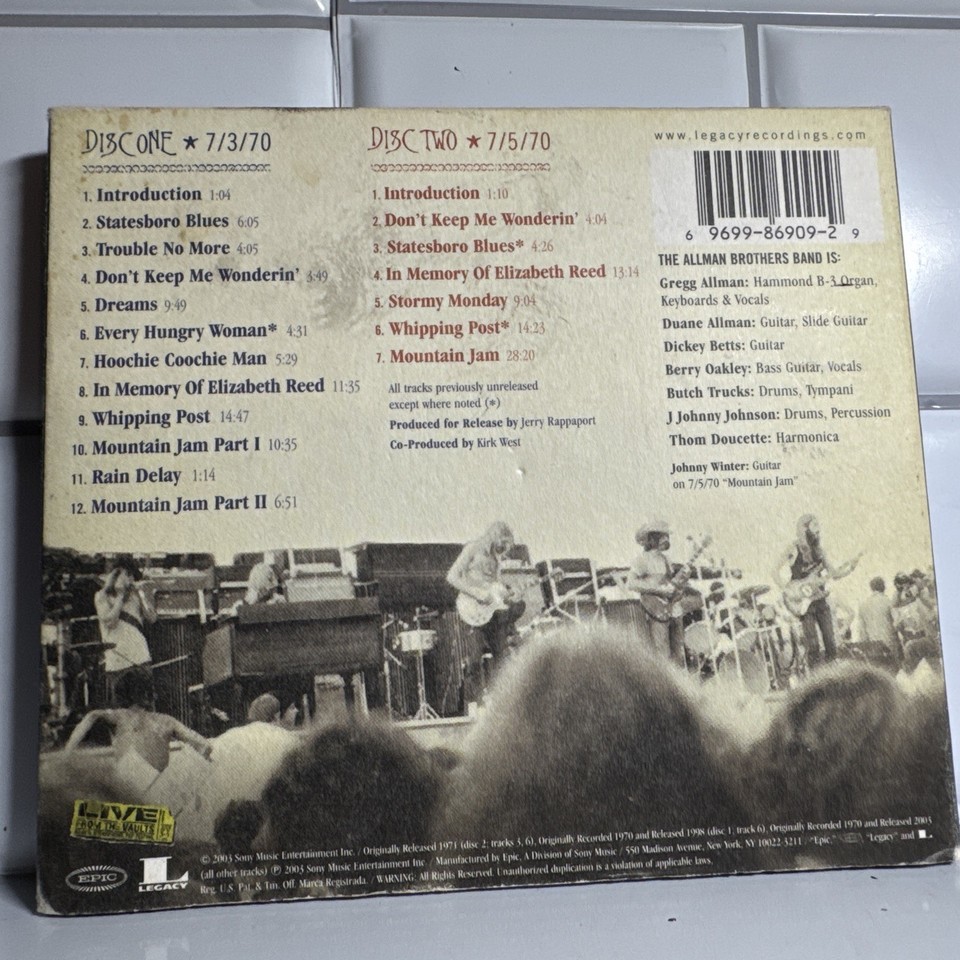 DISC ONE ★ 7/3/70
1. Introduction 1:04
2. Statesboro Blues 6:05
3. Trouble No More 4:05
4. Don't Keep Me Wonderin' 3:49
5. Dreams 9:49
6. Every Hungry Woman* 4:31
7. Hoochie Coochie Man 5:29
8. In Memory Of Elizabeth Reed 11:35
9. Whipping Post 14:47
10. Mountain Jam Part I 10:35
11. Rain Delay 1:14
12. Mountain Jam Part II 6:51
DISC TWO ★ 7/5/70
1. Introduction 1:10
2. Don't Keep Me Wonderin' 4:04
3. Statesboro Blues* 4:26
4. In Memory Of Elizabeth Reed 13:14
5. Stormy Monday 9:04
6. Whipping Post* 14:23
7. Mountain Jam 28:20
All tracks previously unreleased
except where noted (*)
Produced for Release by Jerry Rappaport
Co-Produced by Kirk West
www.legacyrecordings.com
6 9699-86909-2 9
THE ALLMAN BROTHERS BAND IS:
Gregg Allman: Hammond B-3 Organ,
Keyboards & Vocals
Duane Allman: Guitar, Slide Guitar
Dickey Betts: Guitar
Berry Oakley: Bass Guitar, Vocals
Butch Trucks: Drums, Tympani
J Johnny Johnson: Drums, Percussion
Thom Doucette: Harmonica
Johnny Winter: Guitar
on 7/5/70 "Mountain Jam"
LIVE
FROM THE VAULTS
EPIC
L
LEGACY
© 2003 Sony Music Entertainment Inc. / Originally Released 1971 (disc 2: tracks 3, 6), Originally Recorded 1970 and Released 1998 (disc 1, track 6), Originally Recorded 1970 and Released 2003
(all other tracks) ℗ 2003 Sony Music Entertainment Inc. / Manufactured by Epic, A Division of Sony Music / 550 Madison Avenue, New York, NY 10022-3211 / "Epic," "Legacy" and L
Reg. U.S. Pat. & Tm. Off. Marca Registrada. / WARNING: All Rights Reserved. Unauthorized duplication is a violation of applicable laws.